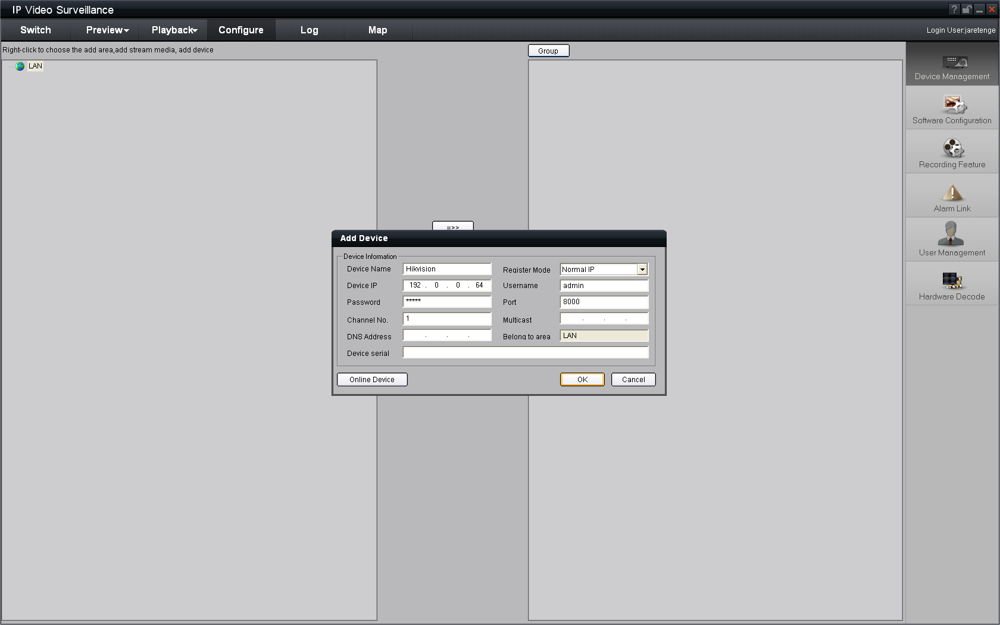 IP Video Surveillance
?
Switch Preview Playback Configure Log Map
Login User:jaretenge
Right-click to choose the add area,add stream media, add device
Group
LAN
=>>
Device Management
Software Configuration
Recording Feature
Alarm Link
User Management
Hardware Decode
Add Device
Device Information
Device Name Hikvision Register Mode Normal IP
Device IP 192 . 0 . 0 . 64 Username admin
Password ***** Port 8000
Channel No. 1 Multicast . . .
DNS Address . . . Belong to area LAN
Device serial
Online Device OK Cancel